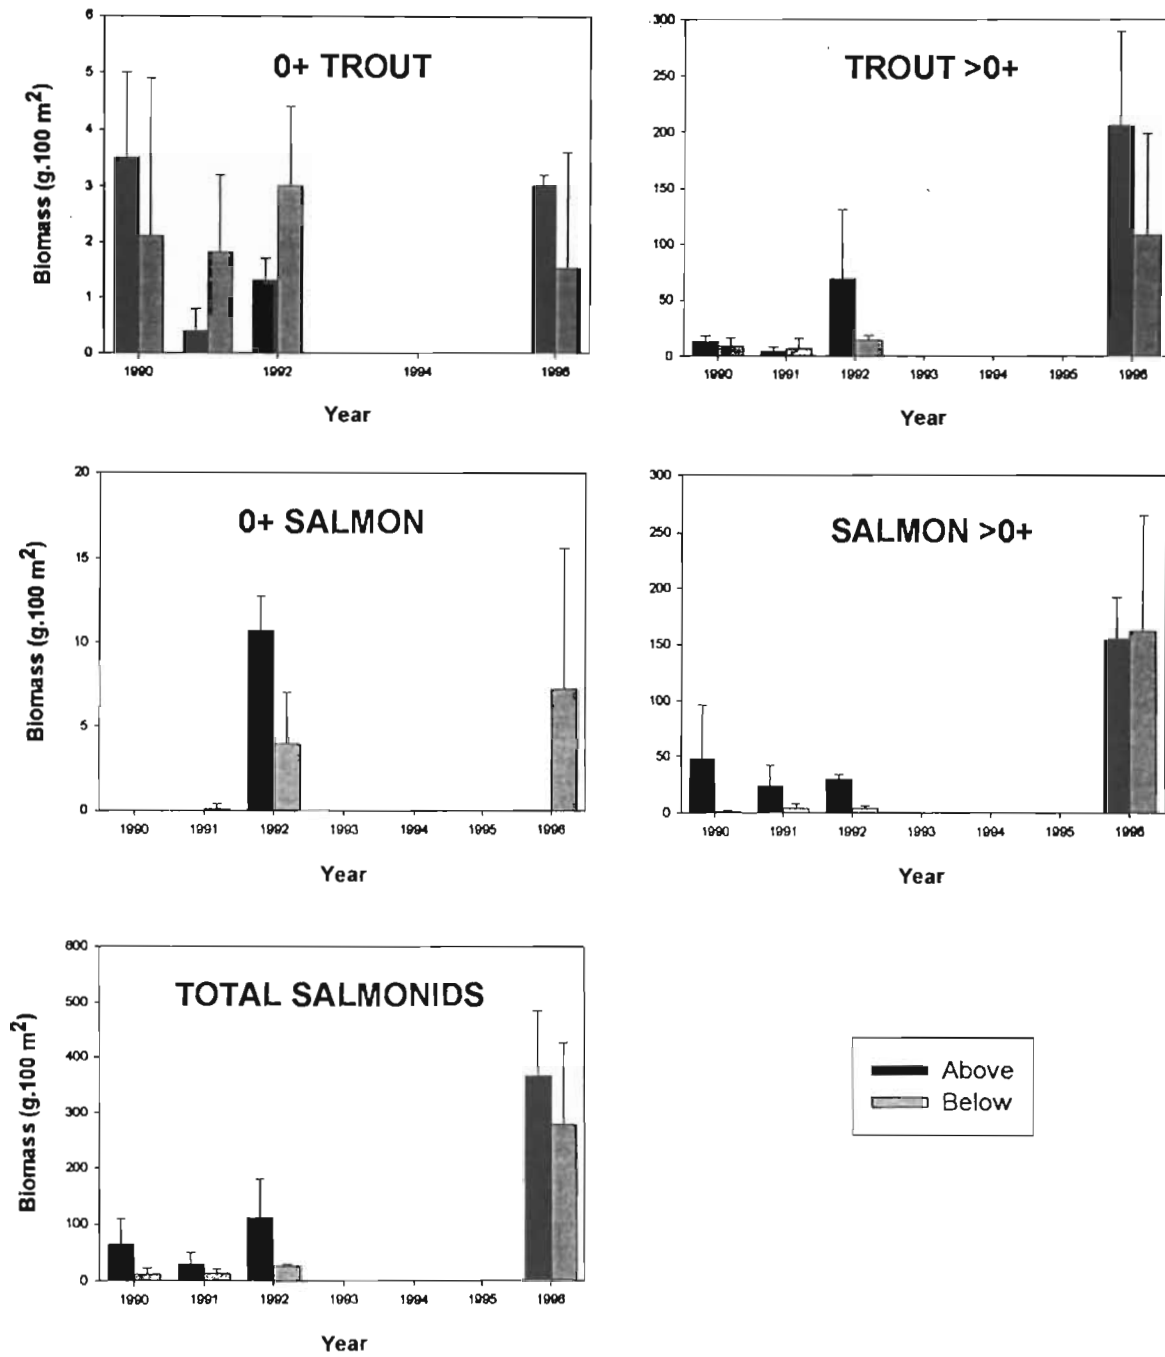 0+ TROUT
Biomass (g.100 m²)
6
5
4
3
2
1
0
1990 1992 1994 1996
Year
TROUT >0+
300
250
200
150
100
50
0
1990 1991 1992 1993 1994 1995 1996
Year
0+ SALMON
Biomass (g.100 m²)
20
15
10
5
0
1990 1991 1992 1993 1994 1995 1996
Year
SALMON >0+
300
250
200
150
100
50
0
1990 1991 1992 1993 1994 1995 1996
Year
TOTAL SALMONIDS
Biomass (g.100 m²)
600
500
400
300
200
100
0
1990 1991 1992 1993 1994 1995 1996
Year
Above
Below